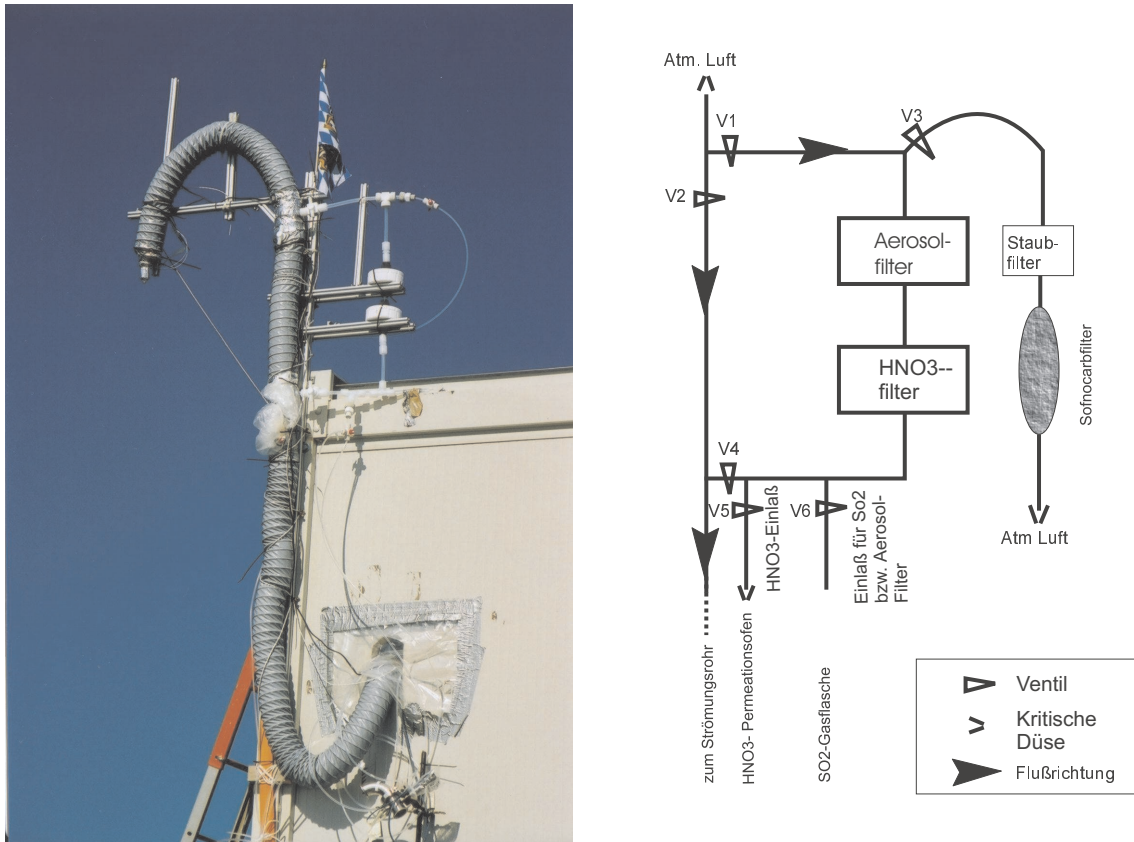 Atm. Luft
V1
V3
V2
Aerosol-
filter
Staub-
filter
HNO3--
filter
Sofnocarbfilter
V4
V5
HNO3-Einlaß
V6
Einlaß für So2
bzw. Aerosol-
Filter
Atm Luft
zum Strömungsrohr
HNO3- Permeationsofen
SO2-Gasflasche
Ventil
Kritische
Düse
Flußrichtung